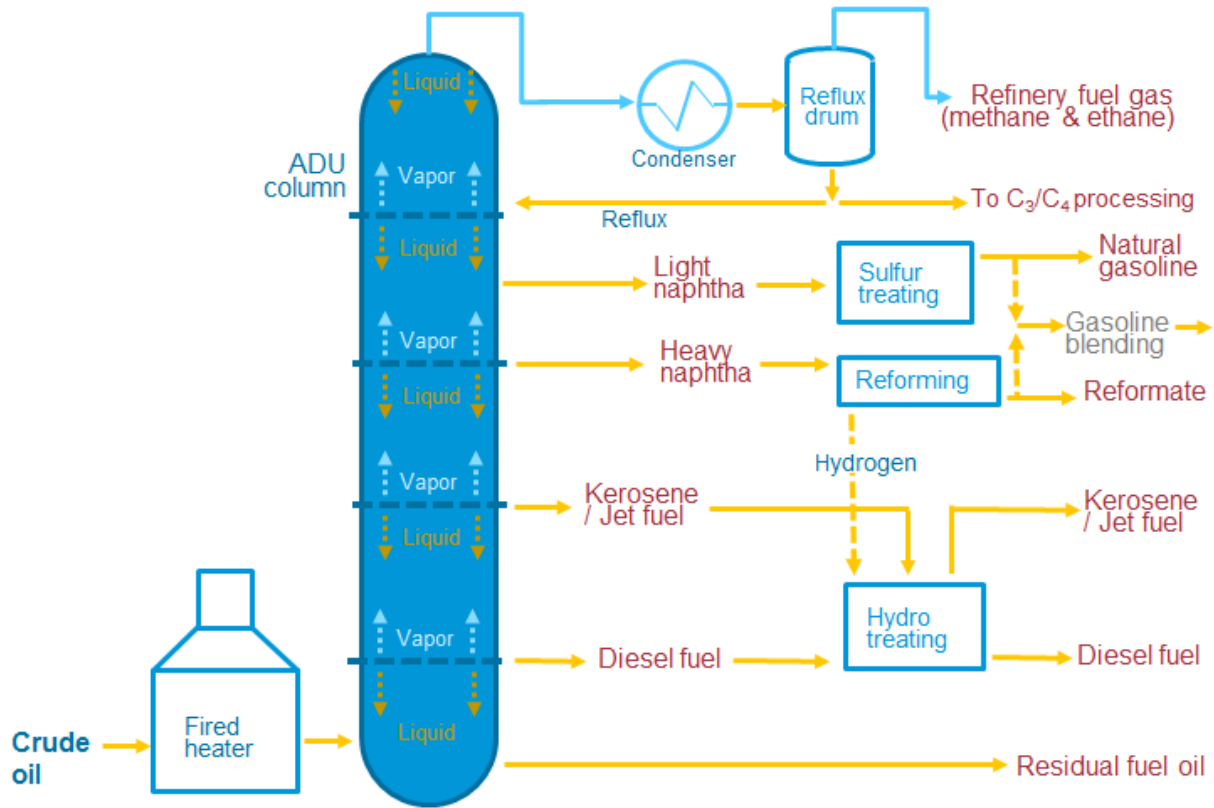 Liquid
Reflux
drum
Refinery fuel gas
(methane & ethane)
Condenser
ADU
column
Vapor
Reflux
To C₃/C₄ processing
Liquid
Light
naphtha
Sulfur
treating
Natural
gasoline
Gasoline
blending
Vapor
Heavy
naphtha
Reforming
Reformate
Liquid
Hydrogen
Vapor
Kerosene
/ Jet fuel
Kerosene
/ Jet fuel
Liquid
Hydro
treating
Vapor
Diesel fuel
Diesel fuel
Fired
heater
Liquid
Crude
oil
Residual fuel oil